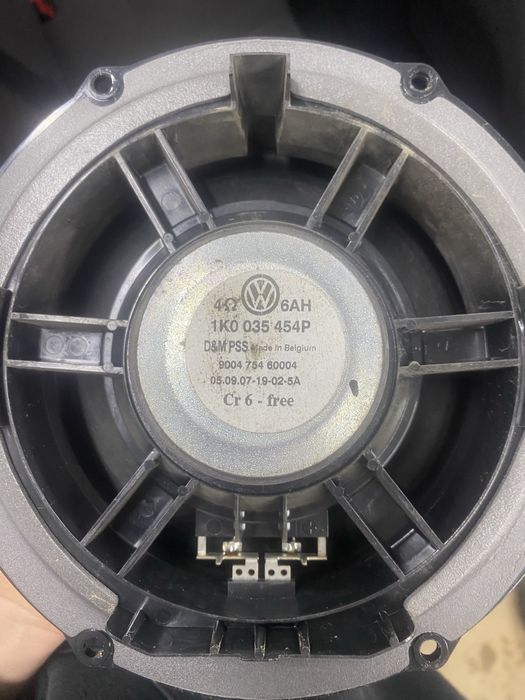 4Ω VW 6AH
1K0 035 454P
D&M PSS Made in Belgium
9004 754 60004
05.09.07-19-02-5A
Cr 6 - free